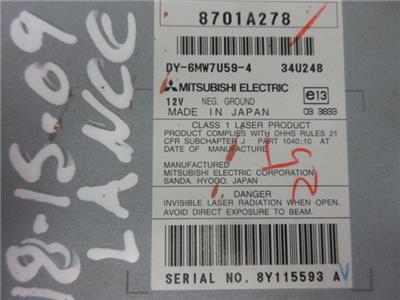 18-15-09
LANCE
8701A278
DY-6MW7U59-4 34U248
MITSUBISHI ELECTRIC
12V NEG. GROUND
MADE IN JAPAN
e13
03 3833
CLASS 1 LASER PRODUCT
PRODUCT COMPLIES WITH DHHS RULES 21
CFR SUBCHAPTER J PART 1040:10 AT
DATE OF MANUFACTURE.
MANUFACTURED
MITSUBISHI ELECTRIC CORPORATION
SANDA. HYOGO. JAPAN
DANGER
INVISIBLE LASER RADIATION WHEN OPEN.
AVOID DIRECT EXPOSURE TO BEAM.
SERIAL NO. 8Y115593 A